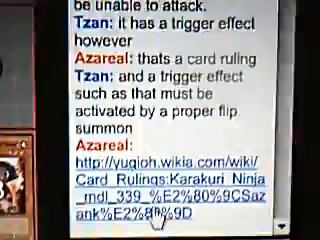 be unable to attack.
Tzan: it has a trigger effect
however
Azareal: thats a card ruling
Tzan: and a trigger effect
such as that must be
activated by a proper flip
summon
Azareal:
http://yugioh.wikia.com/wiki/
Card_Rulings:Karakuri_Ninja
_mdl_339_%E2%80%9CSaz
ank%E2%80%9D